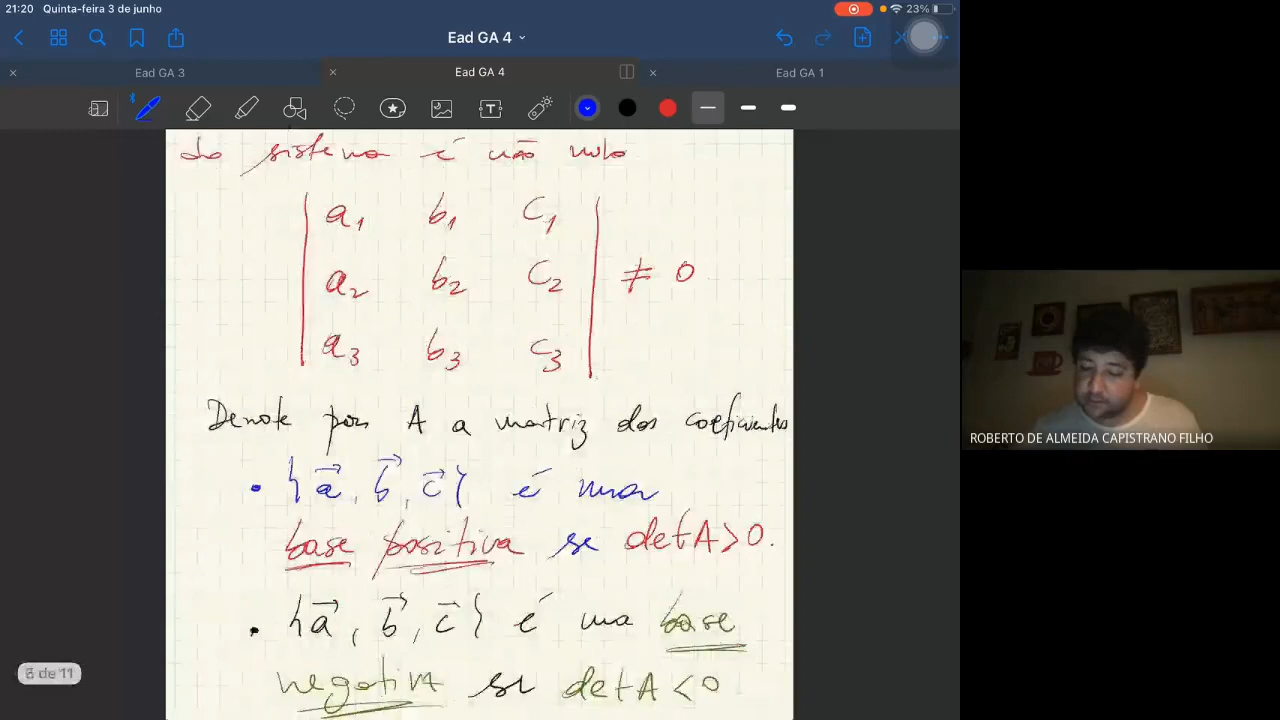 21:20 Quinta-feira 3 de junho
23%
Ead GA 4
Ead GA 3
Ead GA 4
Ead GA 1
do sistema é não nulo
a1 b1 c1
a2 b2 c2 ≠ 0
a3 b3 c3
Denote por A a matriz dos coeficientes
• {a⃗, b⃗, c⃗} é uma
base positiva se detA>0.
• {a⃗, b⃗, c⃗} é uma base
negativa se detA<0
6 de 11
ROBERTO DE ALMEIDA CAPISTRANO FILHO